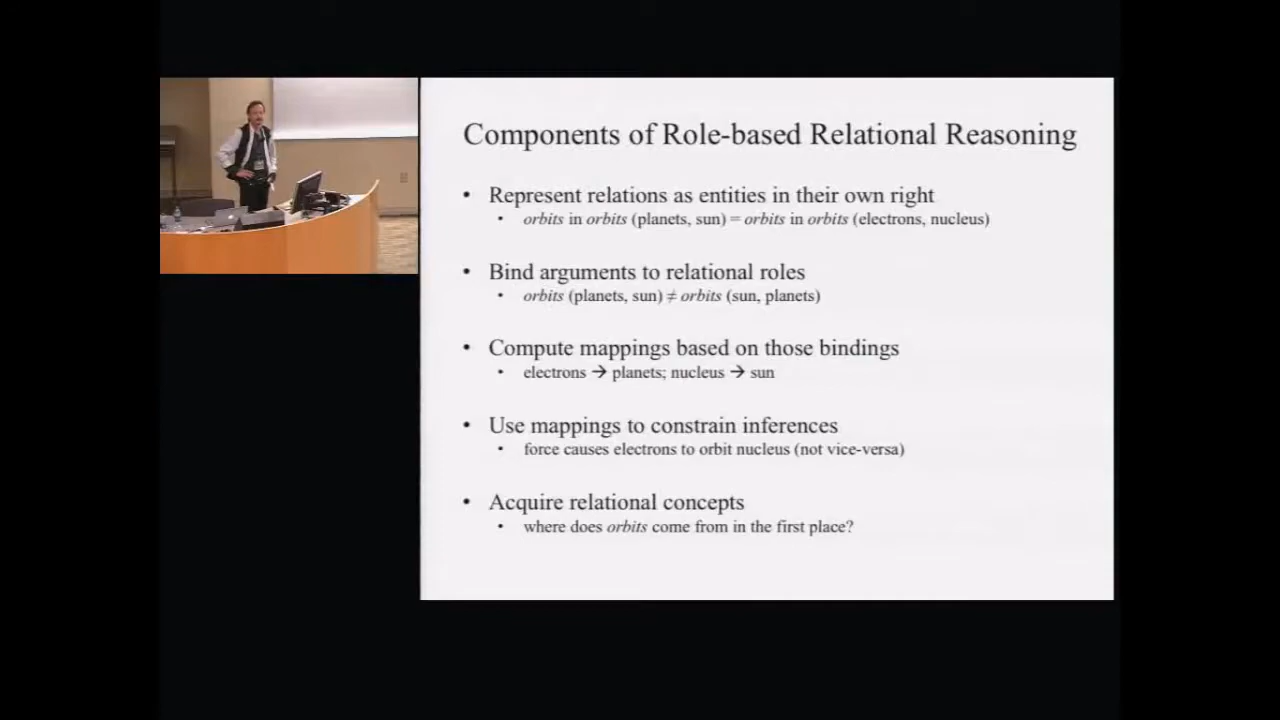 Components of Role-based Relational Reasoning
• Represent relations as entities in their own right
• orbits in orbits (planets, sun) = orbits in orbits (electrons, nucleus)
• Bind arguments to relational roles
• orbits (planets, sun) ≠ orbits (sun, planets)
• Compute mappings based on those bindings
• electrons → planets; nucleus → sun
• Use mappings to constrain inferences
• force causes electrons to orbit nucleus (not vice-versa)
• Acquire relational concepts
• where does orbits come from in the first place?